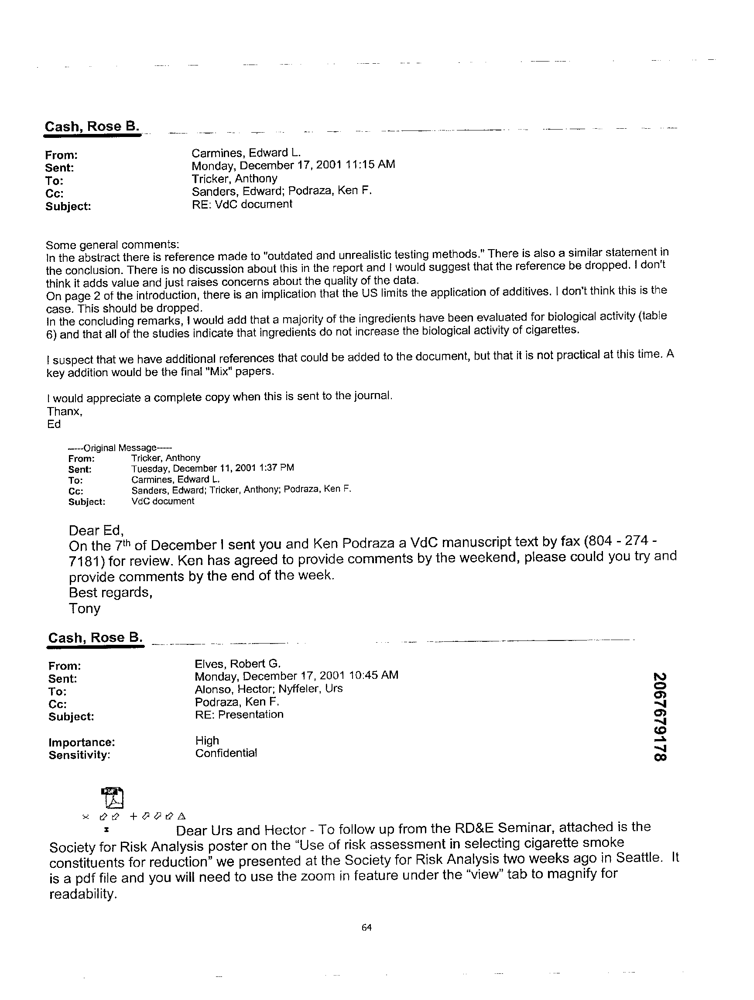 Cash, Rose B.
From: Carmines, Edward L.
Sent: Monday, December 17, 2001 11:15 AM
To: Tricker, Anthony
Cc: Sanders, Edward; Podraza, Ken F.
Subject: RE: VdC document
Some general comments:
In the abstract there is reference made to "outdated and unrealistic testing methods." There is also a similar statement in
the conclusion. There is no discussion about this in the report and I would suggest that the reference be dropped. I don't
think it adds value and just raises concerns about the quality of the data.
On page 2 of the introduction, there is an implication that the US limits the application of additives. I don't think this is the
case. This should be dropped.
In the concluding remarks, I would add that a majority of the ingredients have been evaluated for biological activity (table
6) and that all of the studies indicate that ingredients do not increase the biological activity of cigarettes.
I suspect that we have additional references that could be added to the document, but that it is not practical at this time. A
key addition would be the final "Mix" papers.
I would appreciate a complete copy when this is sent to the journal.
Thanx,
Ed
-----Original Message-----
From: Tricker, Anthony
Sent: Tuesday, December 11, 2001 1:37 PM
To: Carmines, Edward L.
Cc: Sanders, Edward; Tricker, Anthony; Podraza, Ken F.
Subject: VdC document
Dear Ed,
On the 7th of December I sent you and Ken Podraza a VdC manuscript text by fax (804 - 274 -
7181) for review. Ken has agreed to provide comments by the weekend, please could you try and
provide comments by the end of the week.
Best regards,
Tony
Cash, Rose B.
From: Elves, Robert G.
Sent: Monday, December 17, 2001 10:45 AM
To: Alonso, Hector; Nyffeler, Urs
Cc: Podraza, Ken F.
Subject: RE: Presentation
Importance: High
Sensitivity: Confidential
2067679178
Dear Urs and Hector - To follow up from the RD&E Seminar, attached is the
Society for Risk Analysis poster on the "Use of risk assessment in selecting cigarette smoke
constituents for reduction" we presented at the Society for Risk Analysis two weeks ago in Seattle. It
is a pdf file and you will need to use the zoom in feature under the "view" tab to magnify for
readability.
64